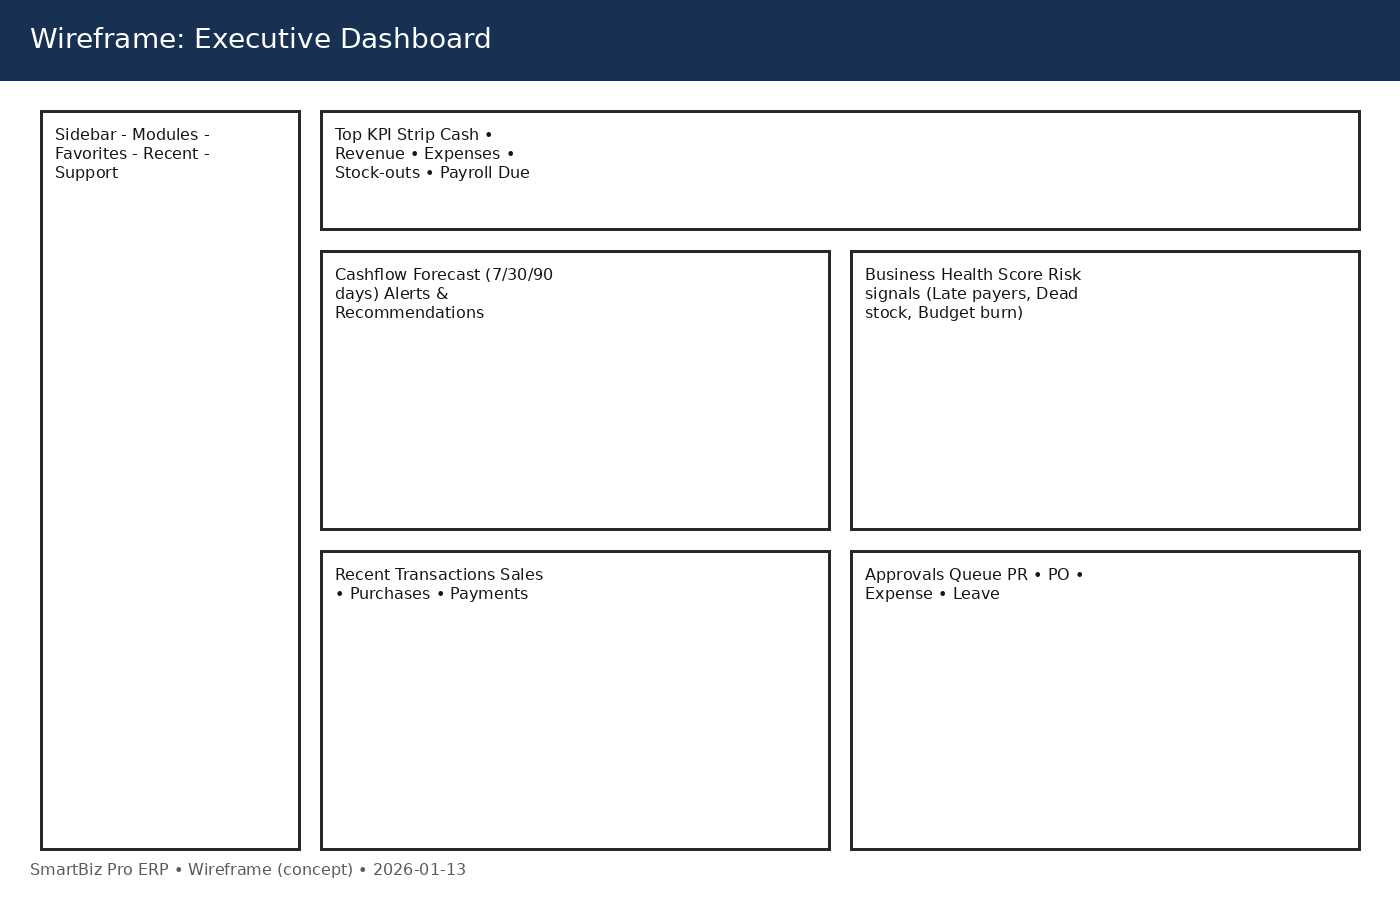 Wireframe: Executive Dashboard
Sidebar - Modules -
Favorites - Recent -
Support
Top KPI Strip Cash •
Revenue • Expenses •
Stock-outs • Payroll Due
Cashflow Forecast (7/30/90
days) Alerts &
Recommendations
Business Health Score Risk
signals (Late payers, Dead
stock, Budget burn)
Recent Transactions Sales
• Purchases • Payments
Approvals Queue PR • PO •
Expense • Leave
SmartBiz Pro ERP • Wireframe (concept) • 2026-01-13